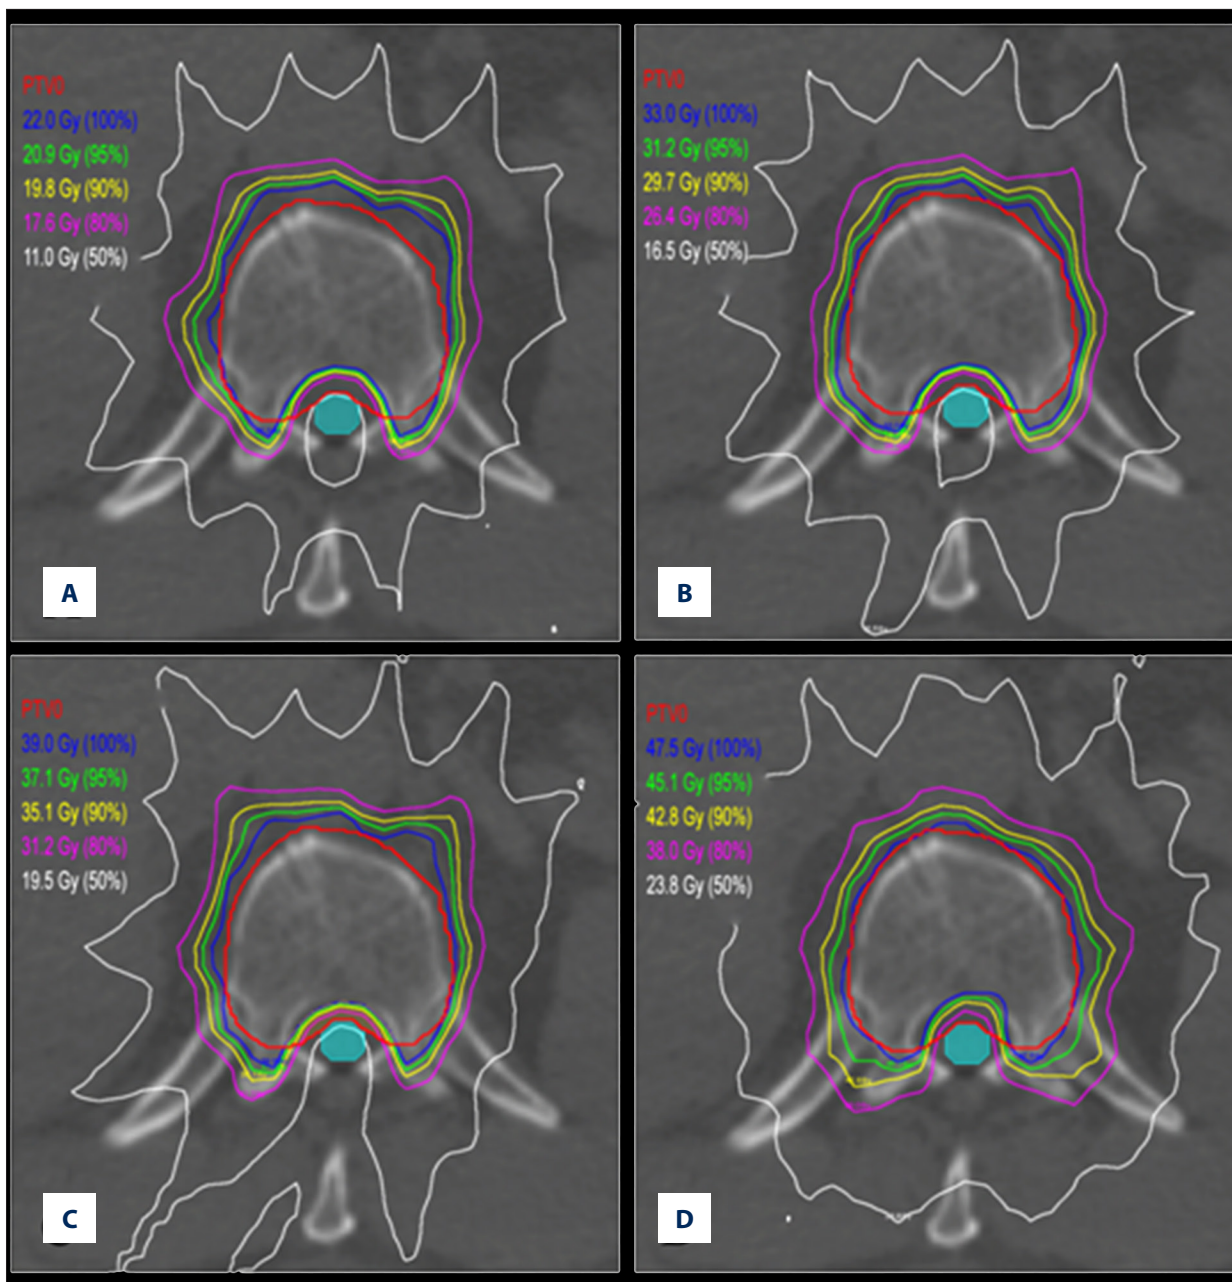 PTV0
22.0 Gy (100%)
20.9 Gy (95%)
19.8 Gy (90%)
17.6 Gy (80%)
11.0 Gy (50%)
A
PTV0
33.0 Gy (100%)
31.2 Gy (95%)
29.7 Gy (90%)
26.4 Gy (80%)
16.5 Gy (50%)
B
PTV0
39.0 Gy (100%)
37.1 Gy (95%)
35.1 Gy (90%)
31.2 Gy (80%)
19.5 Gy (50%)
C
PTV0
47.5 Gy (100%)
45.1 Gy (95%)
42.8 Gy (90%)
38.0 Gy (80%)
23.8 Gy (50%)
D